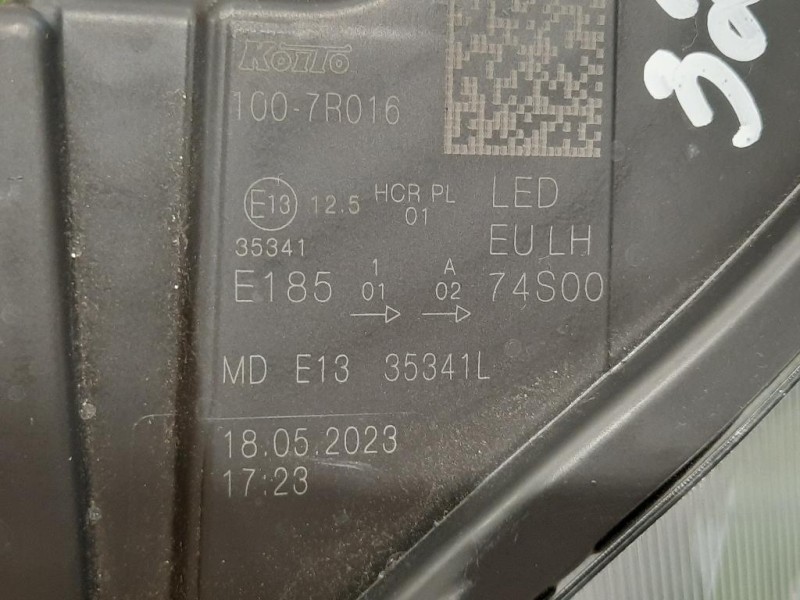 KOITO
100-7R016
E13 12.5 HCR PL LED
01
35341 EU LH
E185 1 A 74S00
01 02
MD E13 35341L
18.05.2023
17:23